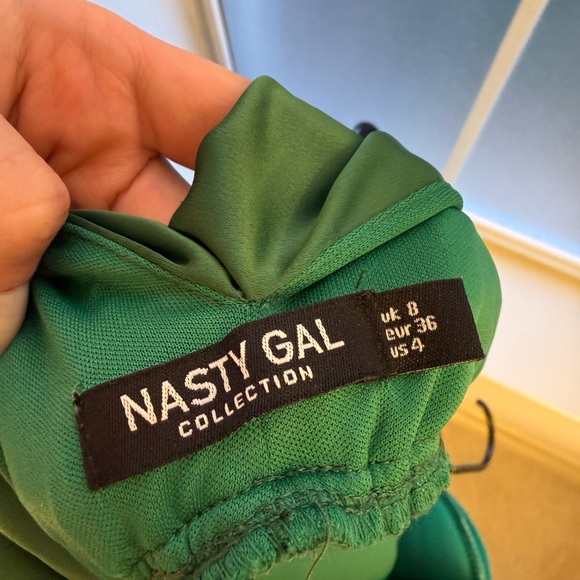 NASTY GAL
COLLECTION
uk 8
eur 36
us 4